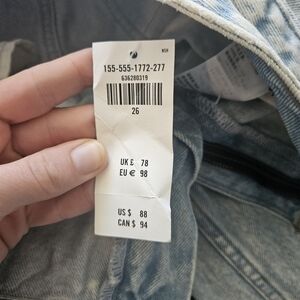 155-555-1772-277
636280319
26
UK £ 78
EU € 98
US $ 88
CAN $ 94